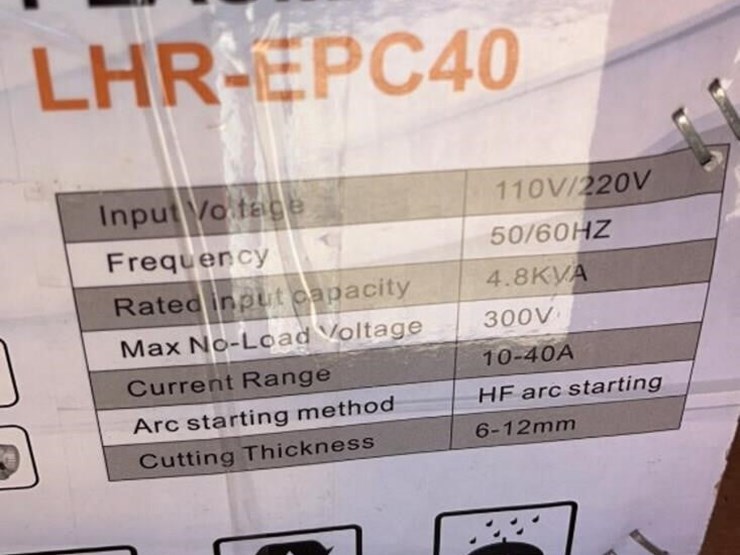 LHR-EPC40
Input Voltage 110V/220V
Frequency 50/60HZ
Rated input capacity 4.8KVA
Max No-Load Voltage 300V
Current Range 10-40A
Arc starting method HF arc starting
Cutting Thickness 6-12mm